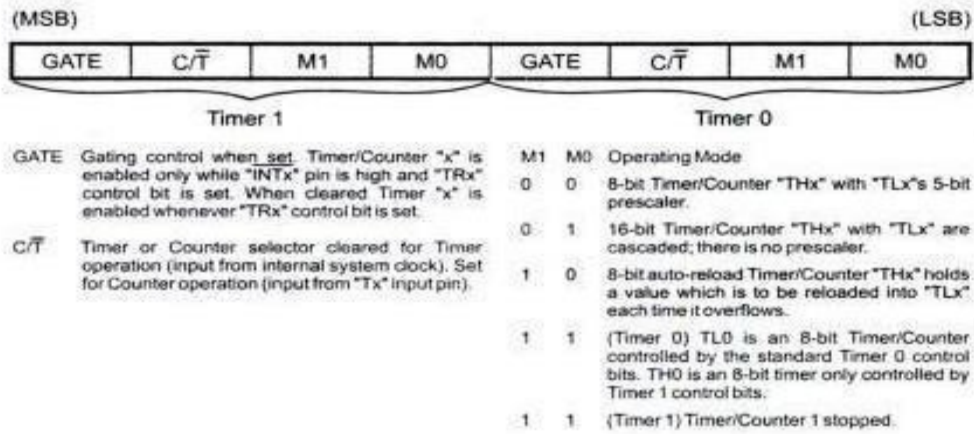 (MSB) (LSB)
GATE C/T̅ M1 M0 GATE C/T̅ M1 M0
Timer 1 Timer 0
GATE Gating control when set. Timer/Counter "x" is
enabled only while "INTx" pin is high and "TRx"
control bit is set. When cleared Timer "x" is
enabled whenever "TRx" control bit is set.
C/T̅ Timer or Counter selector cleared for Timer
operation (input from internal system clock). Set
for Counter operation (input from "Tx" input pin).
M1 M0 Operating Mode
0 0 8-bit Timer/Counter "THx" with "TLx"s 5-bit
prescaler.
0 1 16-bit Timer/Counter "THx" with "TLx" are
cascaded; there is no prescaler.
1 0 8-bit auto-reload Timer/Counter "THx" holds
a value which is to be reloaded into "TLx"
each time it overflows.
1 1 (Timer 0) TL0 is an 8-bit Timer/Counter
controlled by the standard Timer 0 control
bits. TH0 is an 8-bit timer only controlled by
Timer 1 control bits.
1 1 (Timer 1) Timer/Counter 1 stopped.